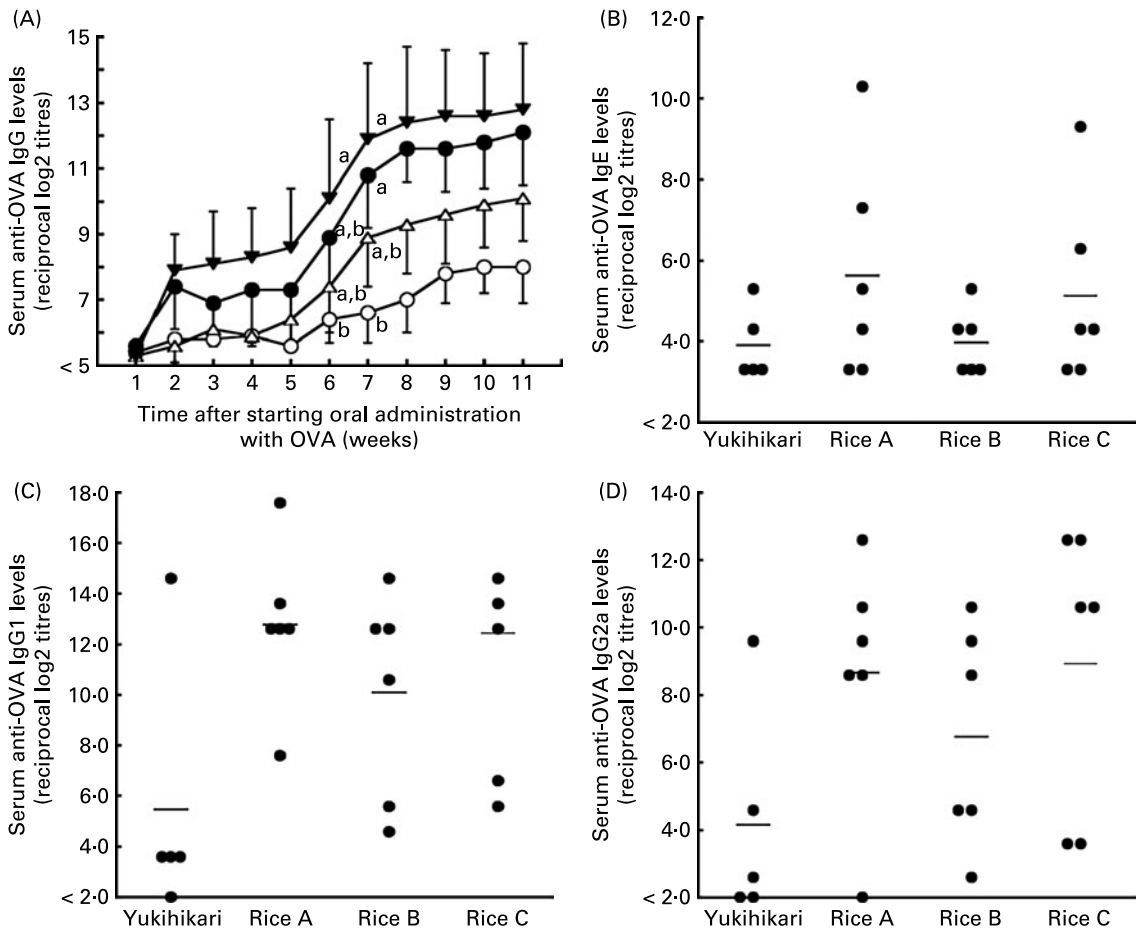 (A)
Serum anti-OVA IgG levels
(reciprocal log2 titres)
15
13
11
9
7
< 5
a
a
a
a,b
a,b
a,b
b
b
1 2 3 4 5 6 7 8 9 10 11
Time after starting oral administration
with OVA (weeks)
(B)
Serum anti-OVA IgE levels
(reciprocal log2 titres)
12·0
10·0
8·0
6·0
4·0
< 2·0
Yukihikari Rice A Rice B Rice C
(C)
Serum anti-OVA IgG1 levels
(reciprocal log2 titres)
18·0
16·0
14·0
12·0
10·0
8·0
6·0
4·0
< 2·0
Yukihikari Rice A Rice B Rice C
(D)
Serum anti-OVA IgG2a levels
(reciprocal log2 titres)
14·0
12·0
10·0
8·0
6·0
4·0
< 2·0
Yukihikari Rice A Rice B Rice C